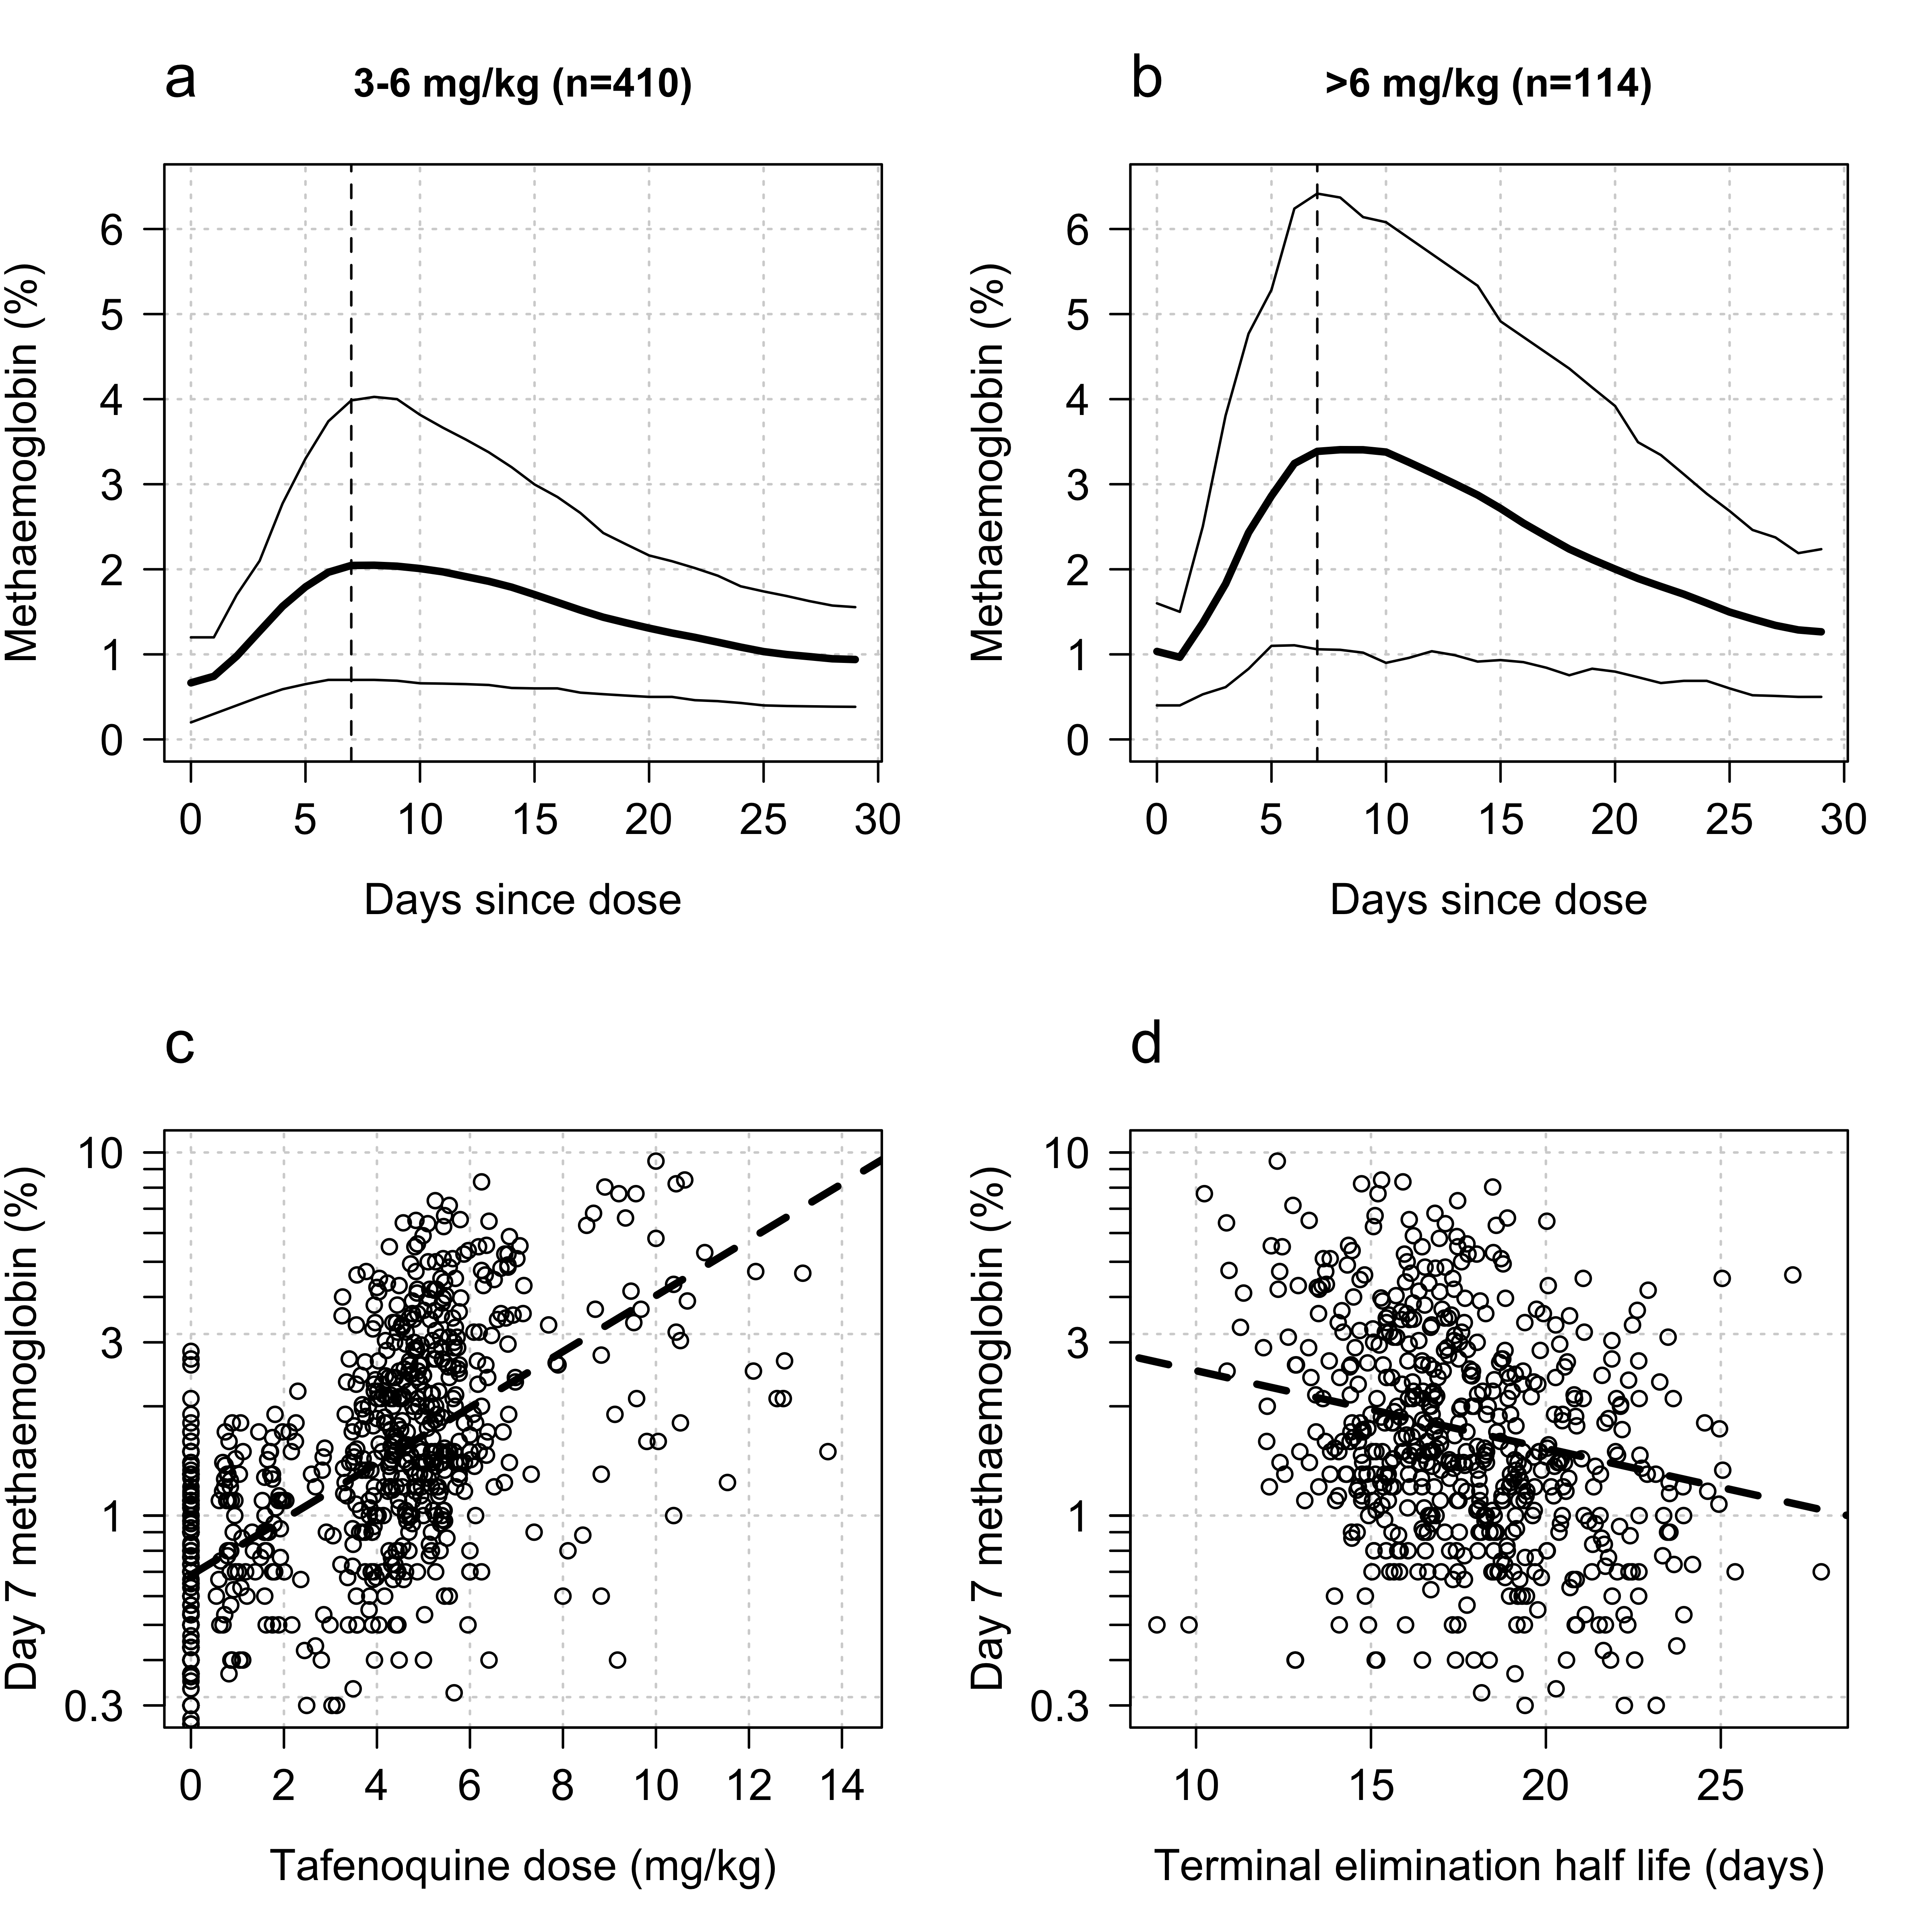 a
3-6 mg/kg (n=410)
Methaemoglobin (%)
6
5
4
3
2
1
0
0 5 10 15 20 25 30
Days since dose
b
>6 mg/kg (n=114)
Methaemoglobin (%)
6
5
4
3
2
1
0
0 5 10 15 20 25 30
Days since dose
c
Day 7 methaemoglobin (%)
10
3
1
0.3
0 2 4 6 8 10 12 14
Tafenoquine dose (mg/kg)
d
Day 7 methaemoglobin (%)
10
3
1
0.3
10 15 20 25
Terminal elimination half life (days)